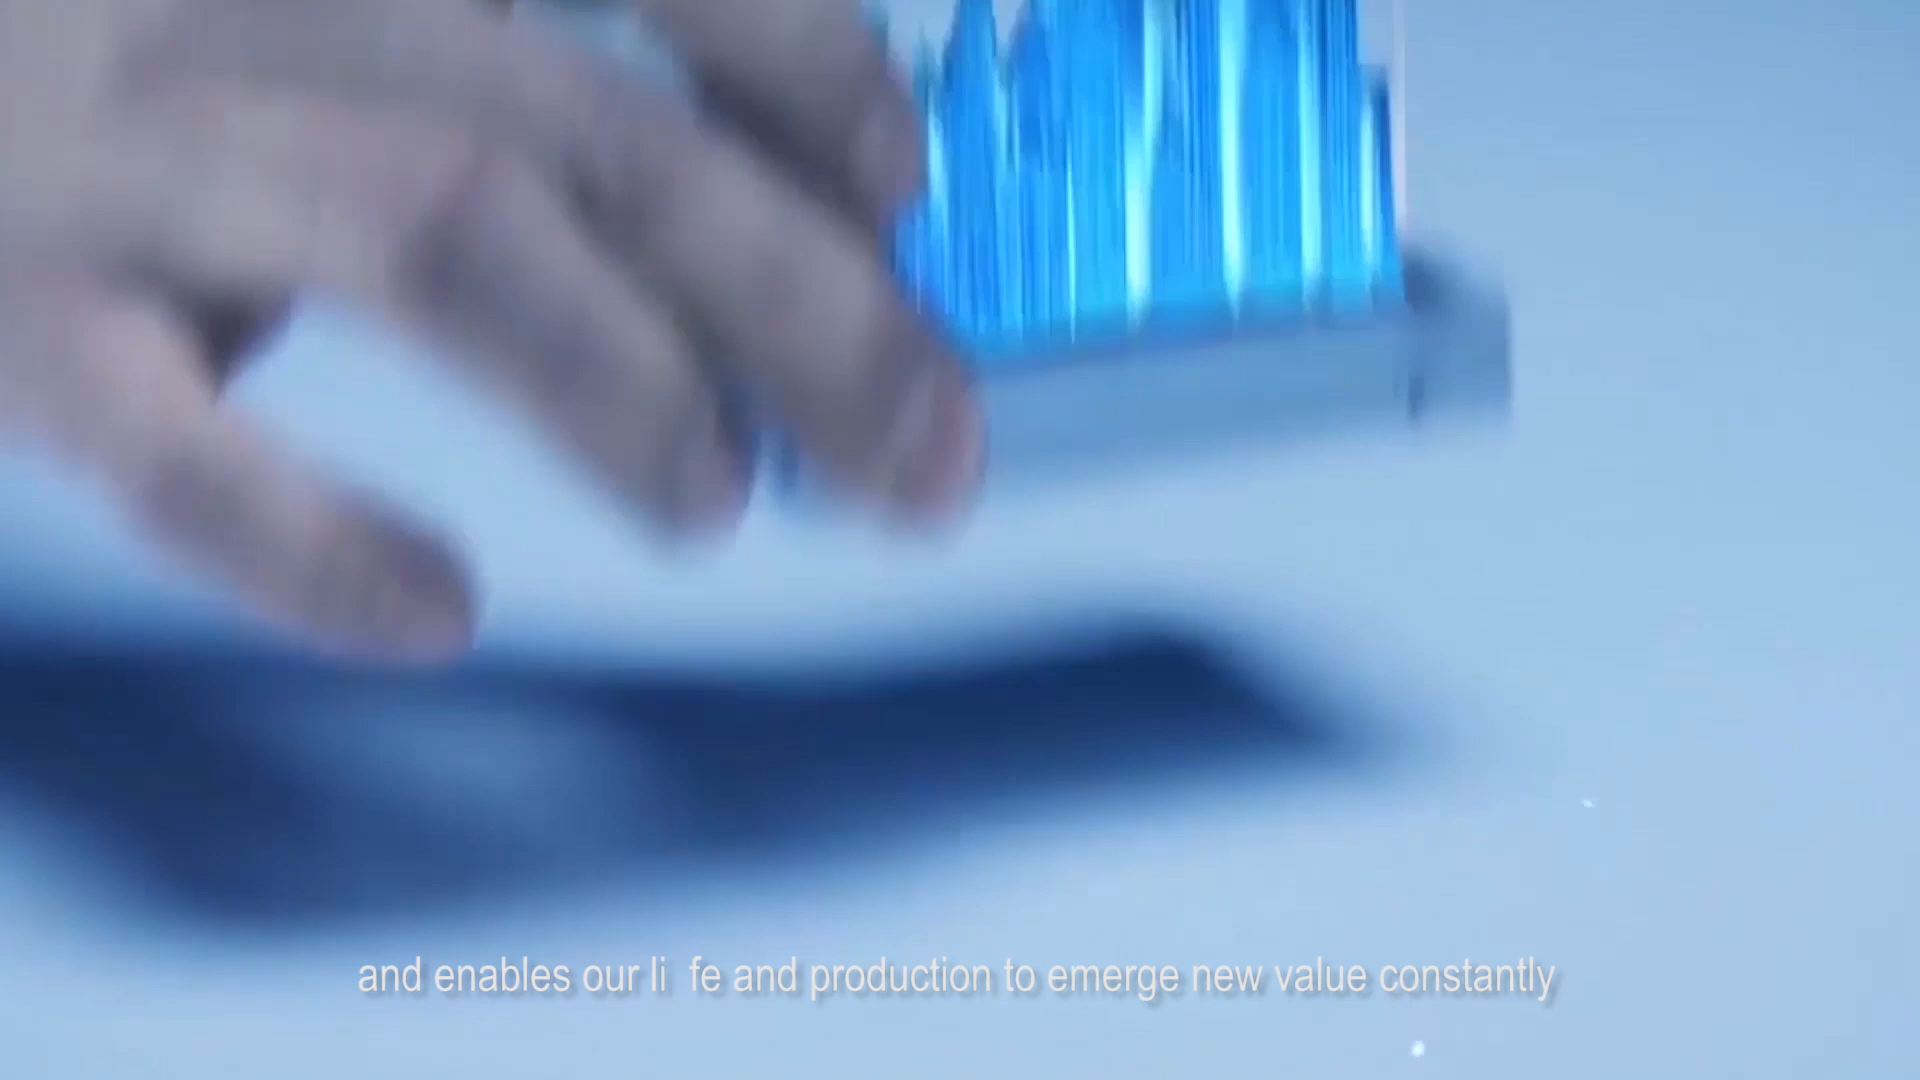 and enables our li  fe and production to emerge new value constantly